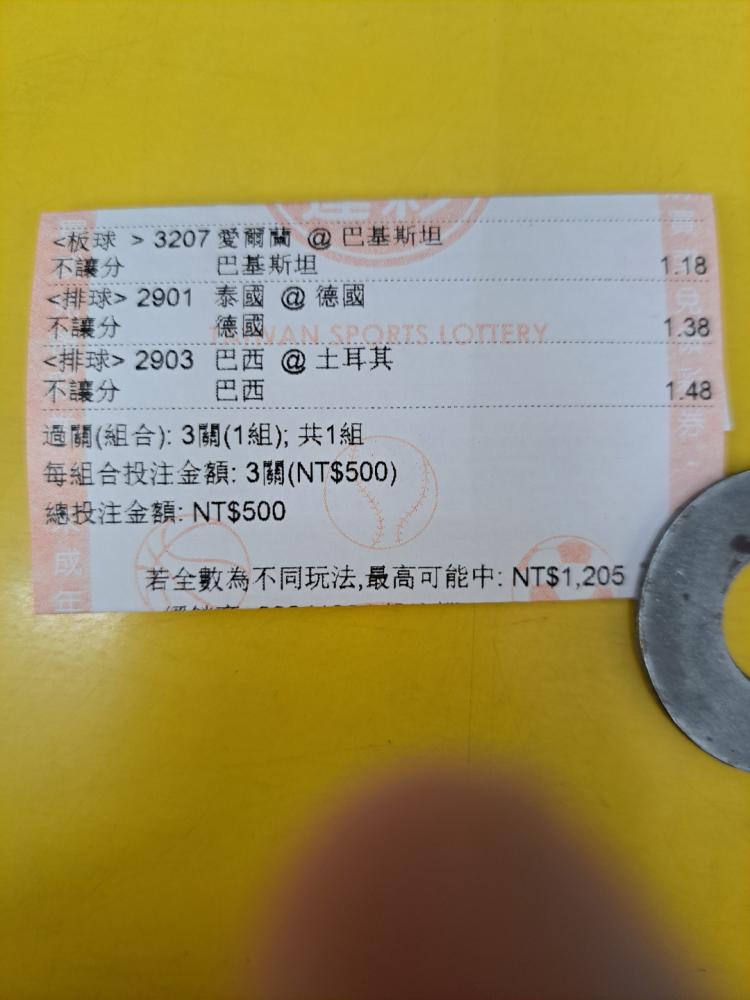 運彩
<板球 > 3207 愛爾蘭 @ 巴基斯坦
不讓分 巴基斯坦 1.18
<排球> 2901 泰國 @ 德國
不讓分 德國 1.38
TAIWAN SPORTS LOTTERY
<排球> 2903 巴西 @ 土耳其
不讓分 巴西 1.48
過關(組合): 3關(1組); 共1組
每組合投注金額: 3關(NT$500)
總投注金額: NT$500
若全數為不同玩法,最高可能中: NT$1,205
成年